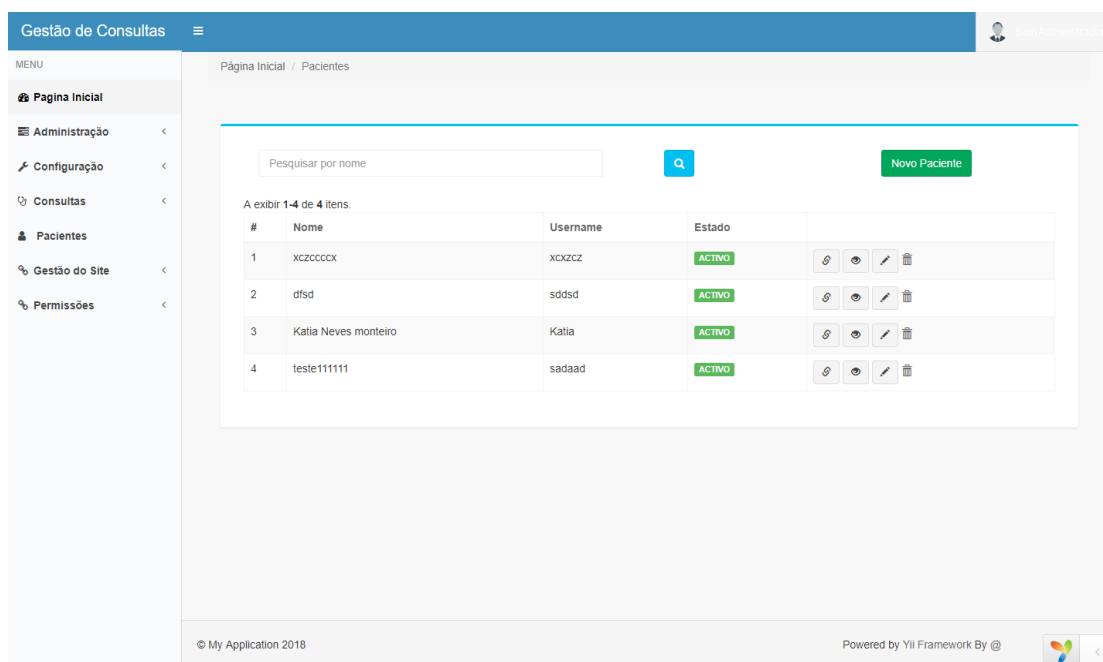 Gestão de Consultas
MENU
Página Inicial / Pacientes
Pagina Inicial
Administração
Configuração
Consultas
Pacientes
Gestão do Site
Permissões
Pesquisar por nome
Novo Paciente
A exibir 1-4 de 4 itens.
# Nome Username Estado
1 xczccccx xcxzcz ACTIVO
2 dfsd sddsd ACTIVO
3 Katia Neves monteiro Katia ACTIVO
4 teste111111 sadaad ACTIVO
© My Application 2018
Powered by Yii Framework By @